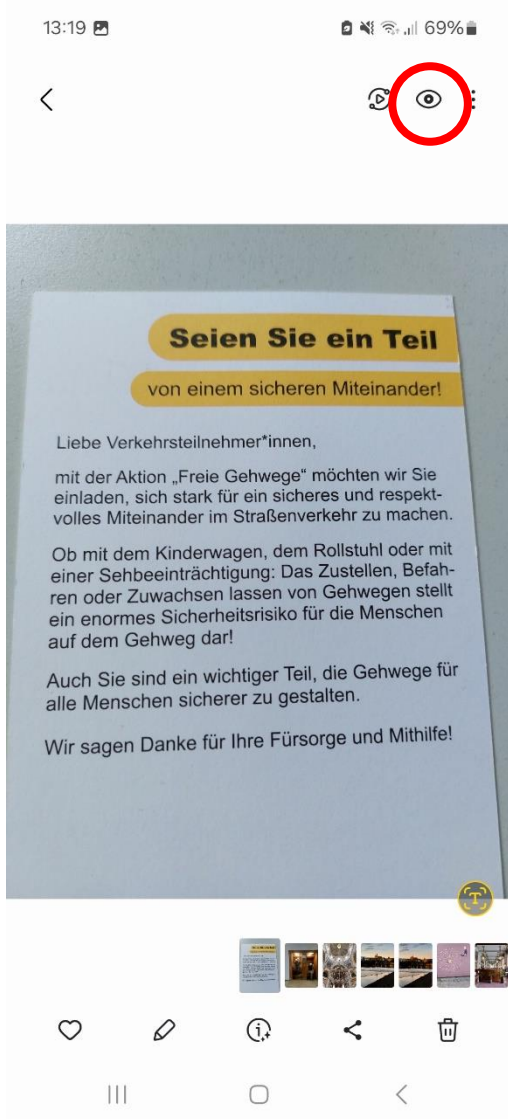 13:19
69%
Seien Sie ein Teil
von einem sicheren Miteinander!
Liebe Verkehrsteilnehmer*innen,
mit der Aktion „Freie Gehwege" möchten wir Sie
einladen, sich stark für ein sicheres und respekt-
volles Miteinander im Straßenverkehr zu machen.
Ob mit dem Kinderwagen, dem Rollstuhl oder mit
einer Sehbeeinträchtigung: Das Zustellen, Befah-
ren oder Zuwachsen lassen von Gehwegen stellt
ein enormes Sicherheitsrisiko für die Menschen
auf dem Gehweg dar!
Auch Sie sind ein wichtiger Teil, die Gehwege für
alle Menschen sicherer zu gestalten.
Wir sagen Danke für Ihre Fürsorge und Mithilfe!
T